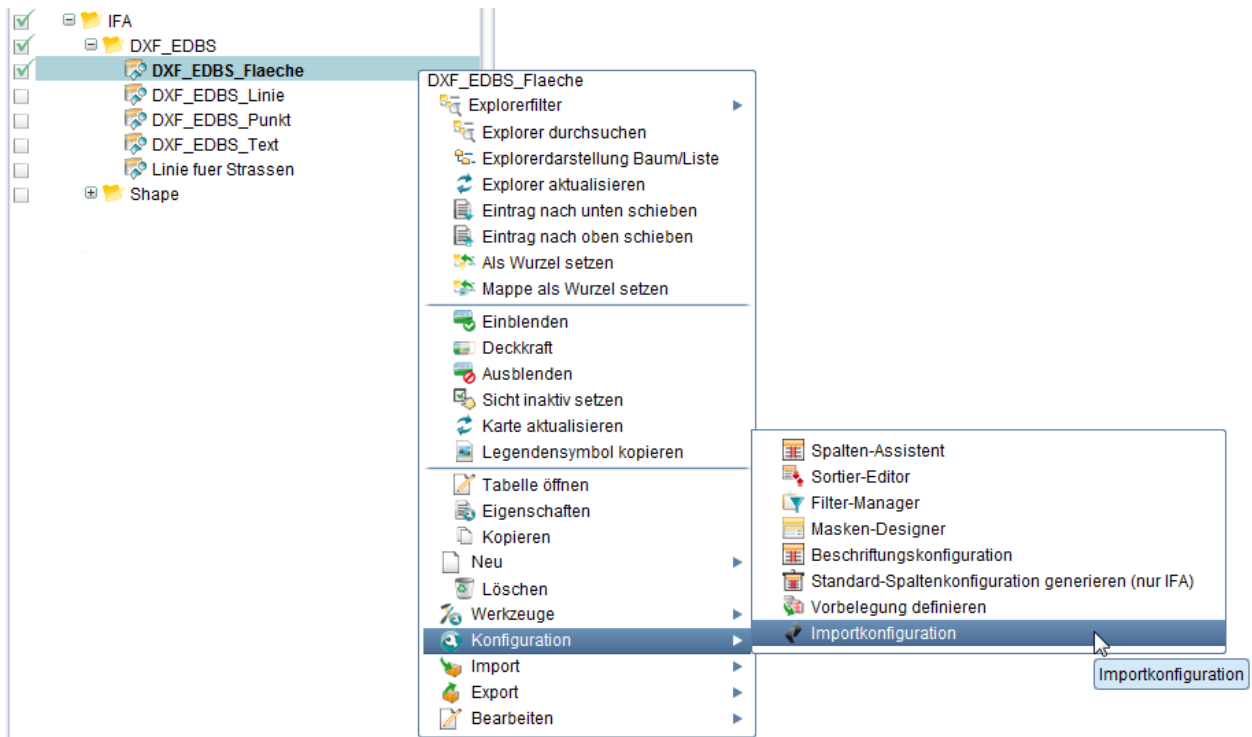 IFA
DXF_EDBS
DXF_EDBS_Flaeche
DXF_EDBS_Linie
DXF_EDBS_Punkt
DXF_EDBS_Text
Linie fuer Strassen
Shape
DXF_EDBS_Flaeche
Explorerfilter
Explorer durchsuchen
Explorerdarstellung Baum/Liste
Explorer aktualisieren
Eintrag nach unten schieben
Eintrag nach oben schieben
Als Wurzel setzen
Mappe als Wurzel setzen
Einblenden
Deckkraft
Ausblenden
Sicht inaktiv setzen
Karte aktualisieren
Legendensymbol kopieren
Tabelle öffnen
Eigenschaften
Kopieren
Neu
Löschen
Werkzeuge
Konfiguration
Import
Export
Bearbeiten
Spalten-Assistent
Sortier-Editor
Filter-Manager
Masken-Designer
Beschriftungskonfiguration
Standard-Spaltenkonfiguration generieren (nur IFA)
Vorbelegung definieren
Importkonfiguration
Importkonfiguration